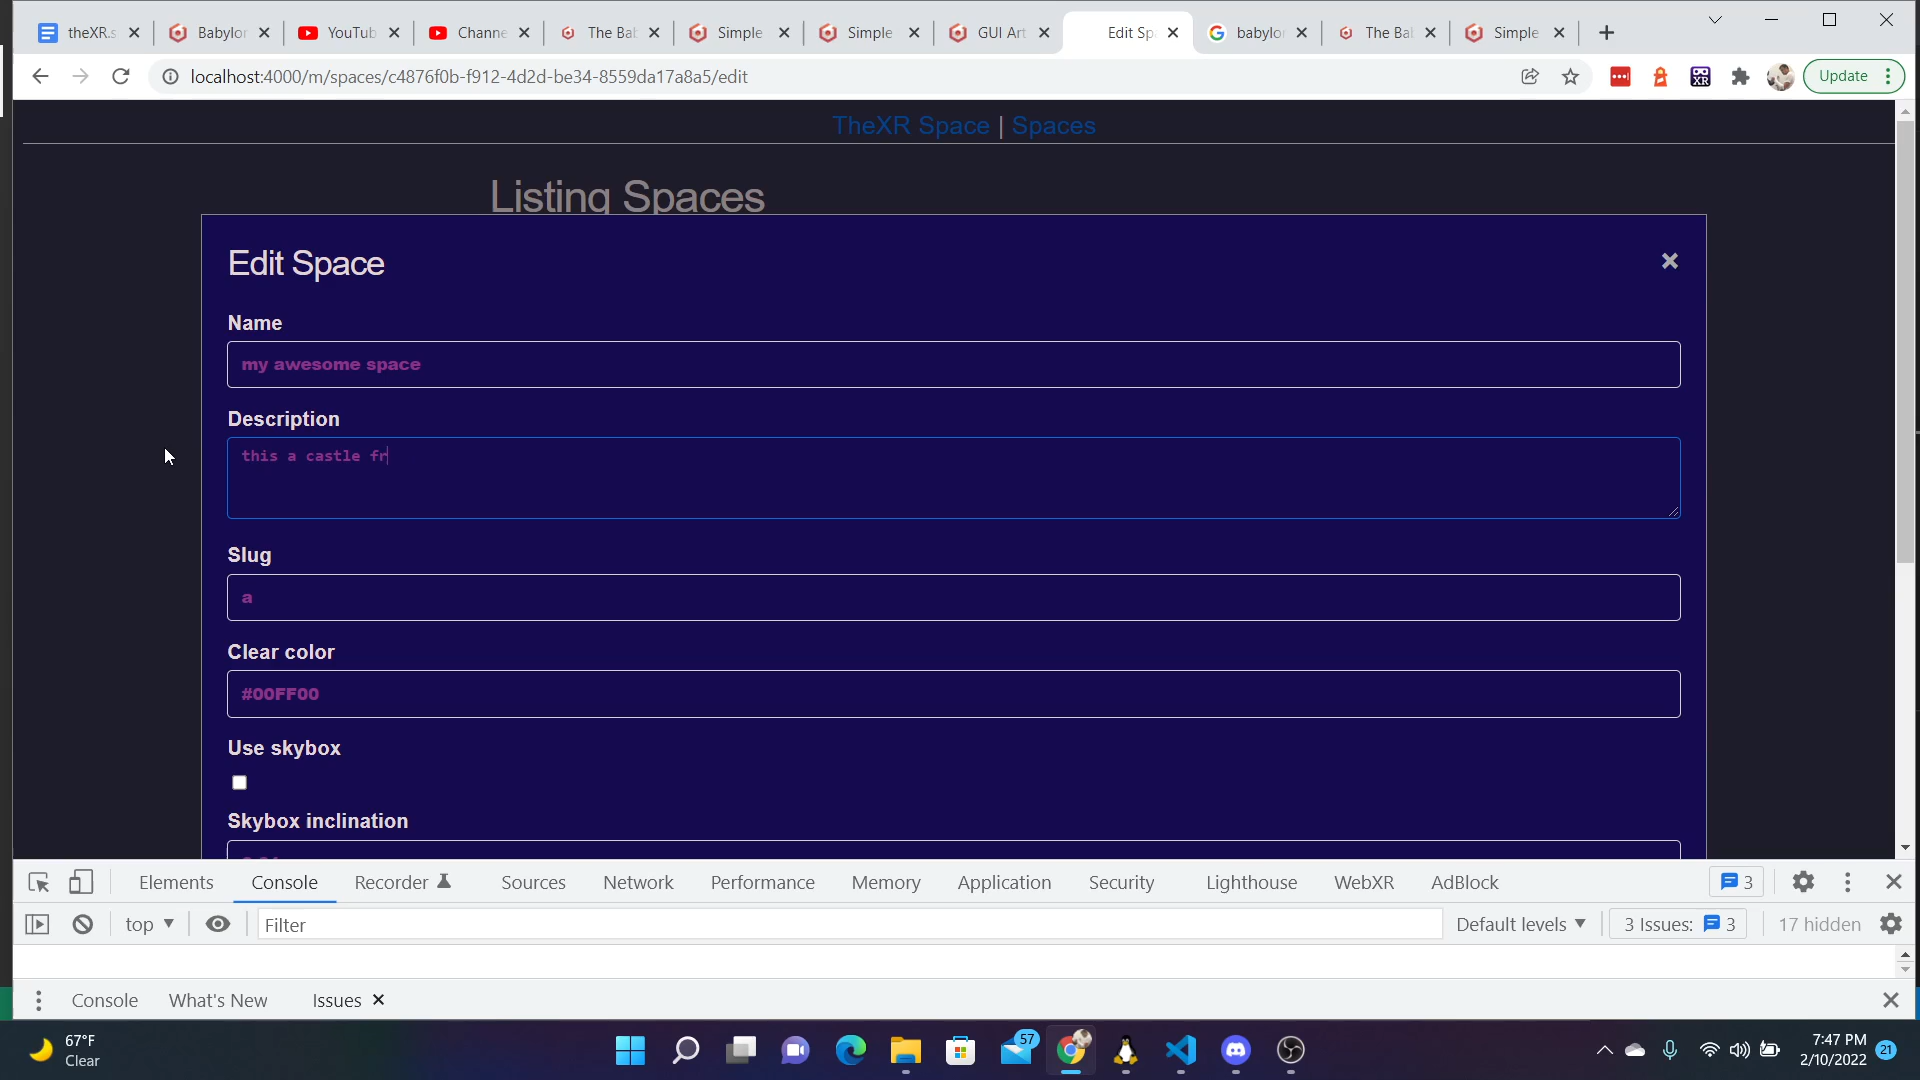 theXR.s
Babylor
YouTub
Channe
The Bab
Simple
Simple
GUI Art
Edit Sp
babylo
The Bal
Simple
localhost:4000/m/spaces/c4876f0b-f912-4d2d-be34-8559da17a8a5/edit
XR
Update
TheXR Space | Spaces
Listing Spaces
Edit Space
×
Name
my awesome space
Description
this a castle fr
Slug
a
Clear color
#00FF00
Use skybox
Skybox inclination
Elements
Console
Recorder
Sources
Network
Performance
Memory
Application
Security
Lighthouse
WebXR
AdBlock
3
top
Filter
Default levels
3 Issues: 3
17 hidden
Console
What's New
Issues
67°F
Clear
57
7:47 PM
2/10/2022
21